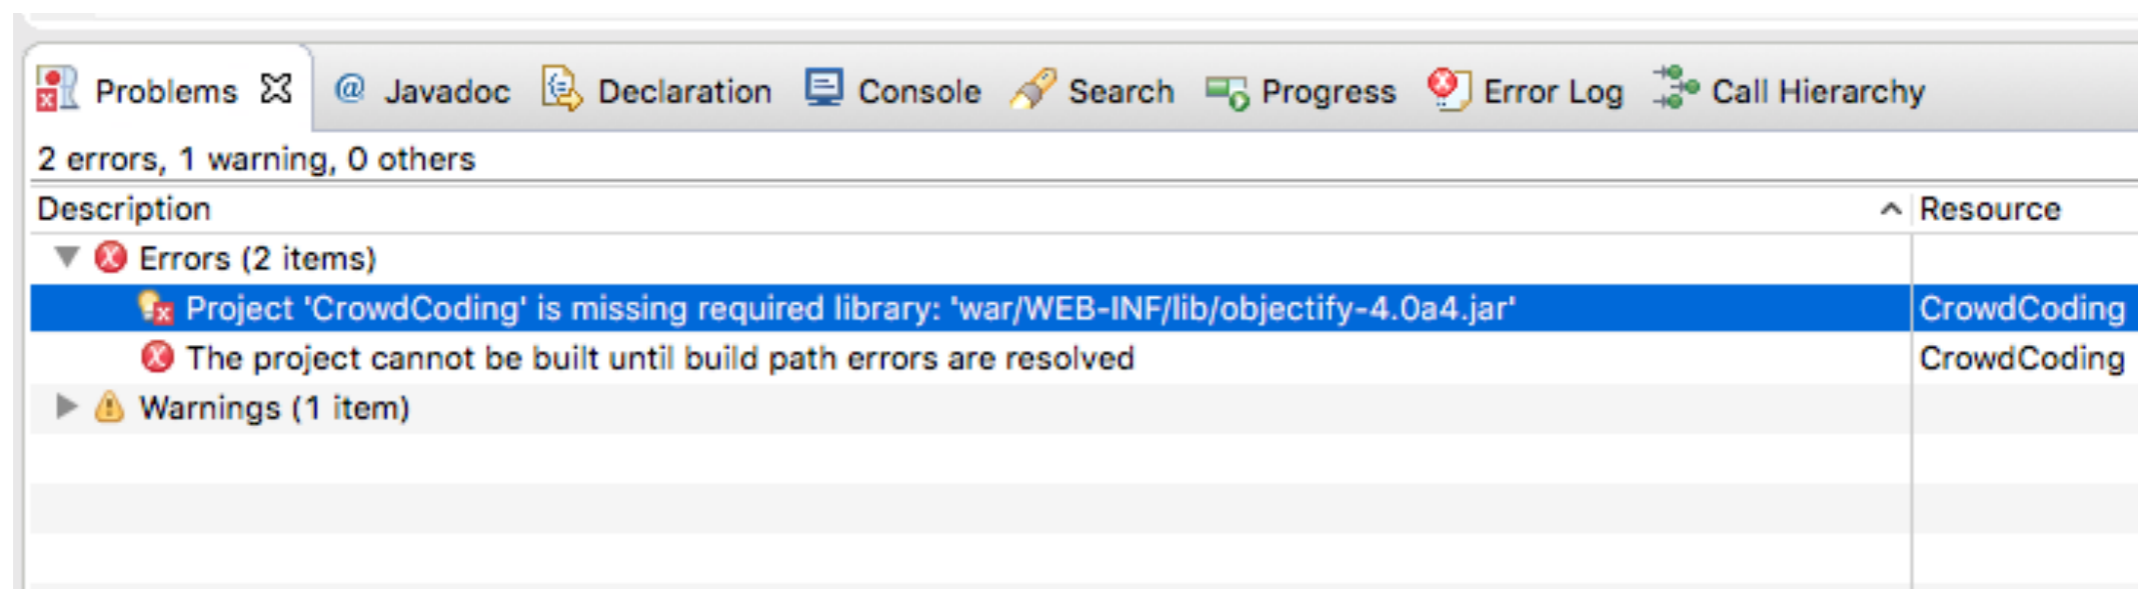 Problems @ Javadoc Declaration Console Search Progress Error Log Call Hierarchy
2 errors, 1 warning, 0 others
Description Resource
Errors (2 items)
Project 'CrowdCoding' is missing required library: 'war/WEB-INF/lib/objectify-4.0a4.jar' CrowdCoding
The project cannot be built until build path errors are resolved CrowdCoding
Warnings (1 item)